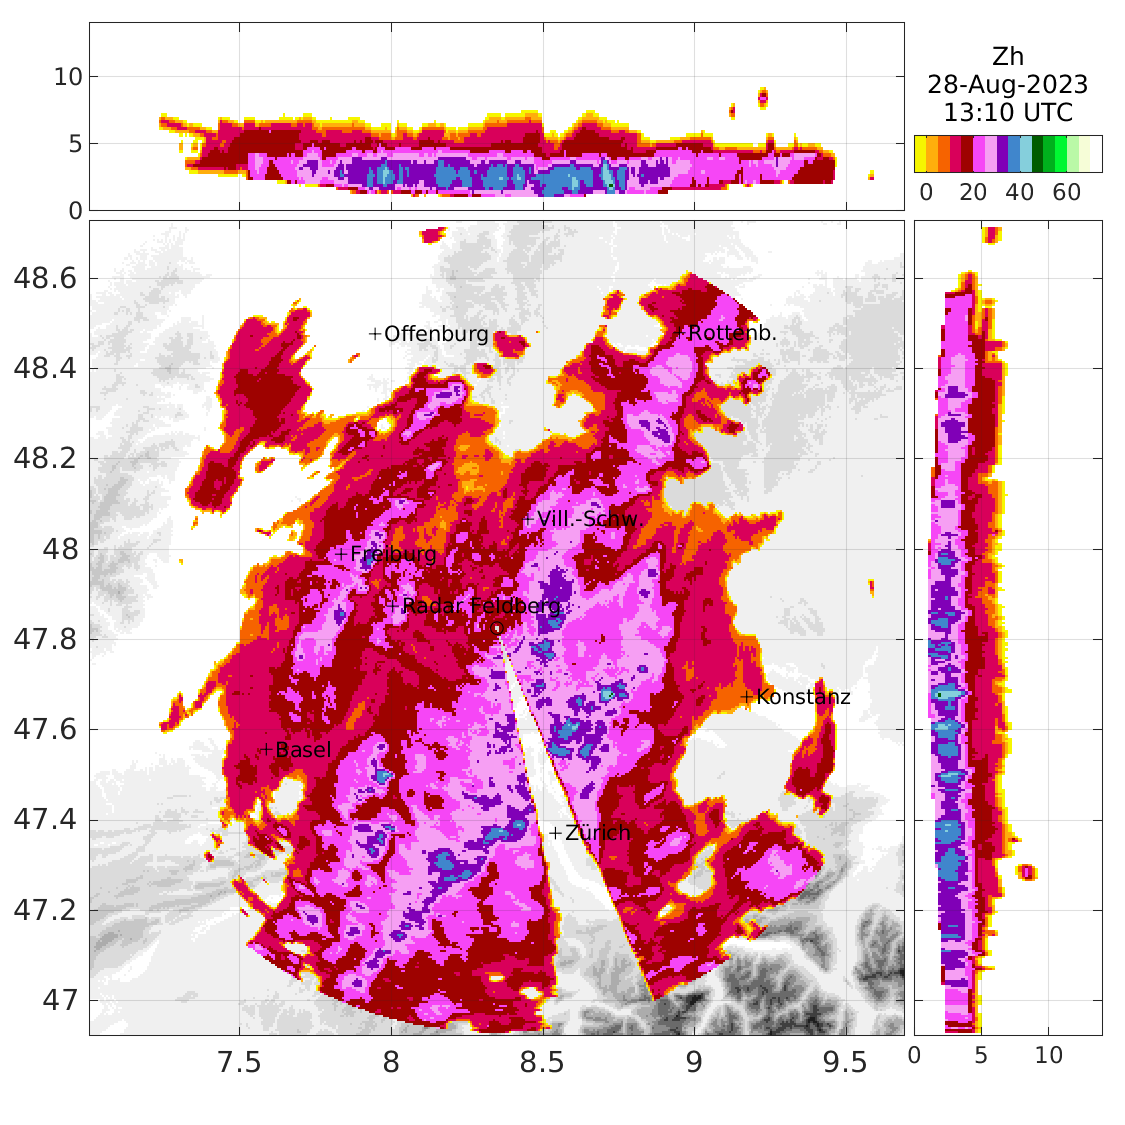 10
5
0
Zh
28-Aug-2023
13:10 UTC
0 20 40 60
48.6
48.4
48.2
48
47.8
47.6
47.4
47.2
47
+Offenburg
+Rottenb.
+Vill.-Schw.
+Freiburg
+Radar Feldberg
+Konstanz
+Basel
+Zürich
7.5 8 8.5 9 9.5
0 5 10